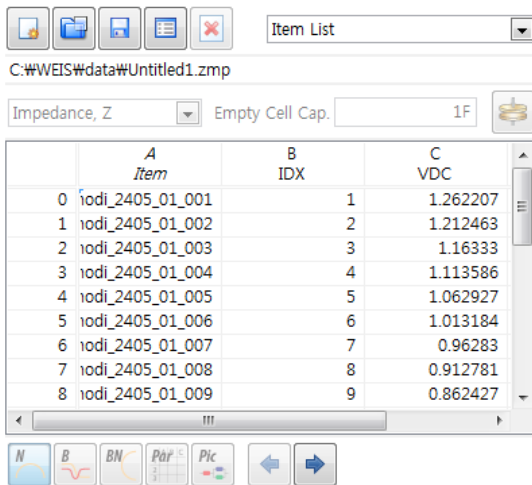 Item List
C:₩WEIS₩data₩Untitled1.zmp
Impedance, Z Empty Cell Cap. 1F
A B C
Item IDX VDC
0 nodi_2405_01_001 1 1.262207
1 nodi_2405_01_002 2 1.212463
2 nodi_2405_01_003 3 1.16333
3 nodi_2405_01_004 4 1.113586
4 nodi_2405_01_005 5 1.062927
5 nodi_2405_01_006 6 1.013184
6 nodi_2405_01_007 7 0.96283
7 nodi_2405_01_008 8 0.912781
8 nodi_2405_01_009 9 0.862427
N B BN Par Pic